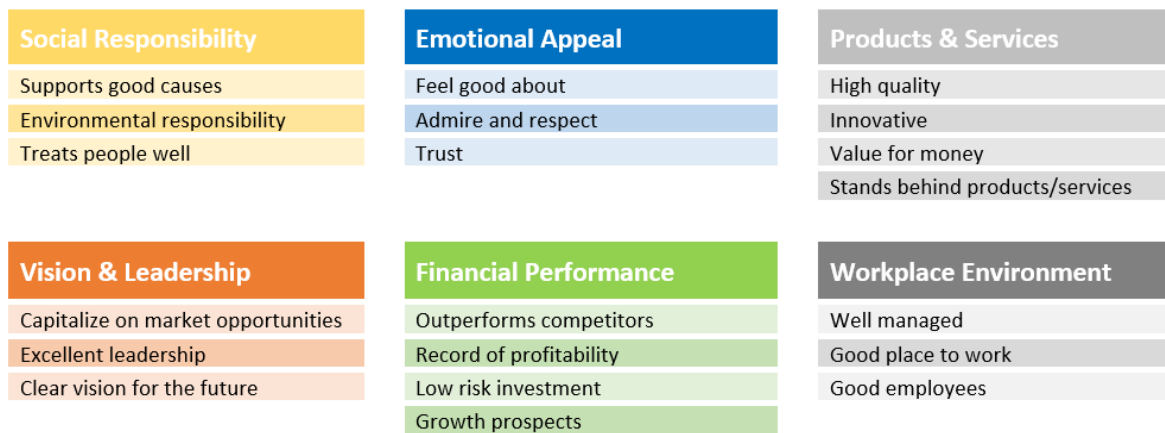 Social Responsibility
Supports good causes
Environmental responsibility
Treats people well
Emotional Appeal
Feel good about
Admire and respect
Trust
Products & Services
High quality
Innovative
Value for money
Stands behind products/services
Vision & Leadership
Capitalize on market opportunities
Excellent leadership
Clear vision for the future
Financial Performance
Outperforms competitors
Record of profitability
Low risk investment
Growth prospects
Workplace Environment
Well managed
Good place to work
Good employees